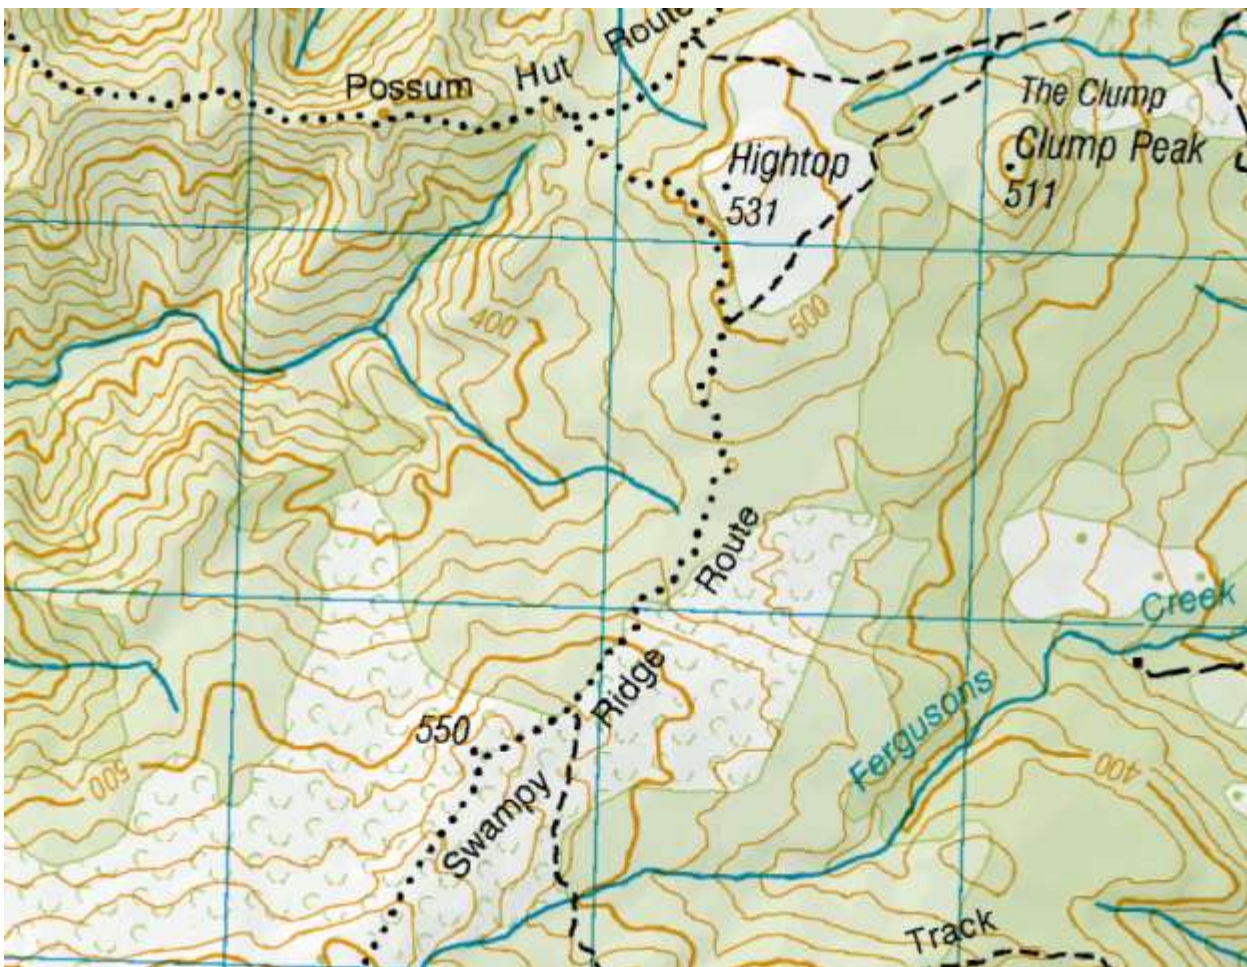 Possum Hut Route
The Clump
Clump Peak
511
Hightop
531
400
500
Swampy Ridge Route
Creek
Fergusons
550
500
400
Track